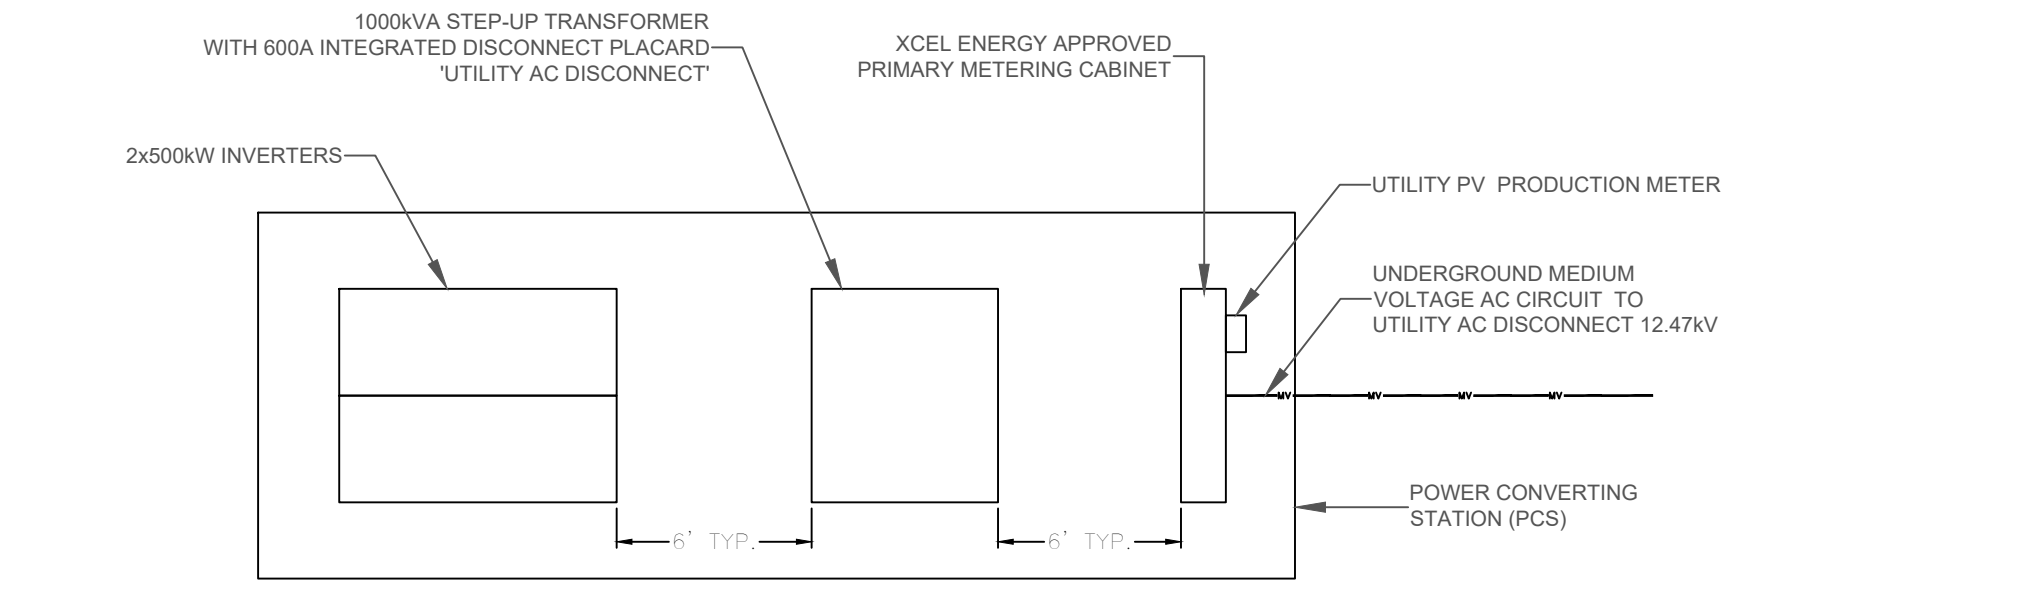 1000kVA STEP-UP TRANSFORMER
WITH 600A INTEGRATED DISCONNECT PLACARD
'UTILITY AC DISCONNECT'
XCEL ENERGY APPROVED
PRIMARY METERING CABINET
2x500kW INVERTERS
UTILITY PV PRODUCTION METER
UNDERGROUND MEDIUM
VOLTAGE AC CIRCUIT TO
UTILITY AC DISCONNECT 12.47kV
MV MV MV MV
POWER CONVERTING
STATION (PCS)
6' TYP.
6' TYP.